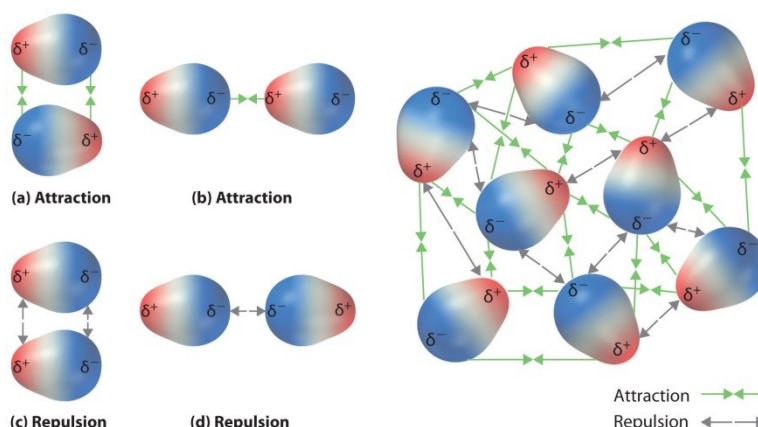 δ+ δ−
δ− δ+
(a) Attraction
δ+ δ− δ+ δ−
(b) Attraction
δ+ δ−
δ+ δ−
(c) Repulsion
δ+ δ− δ− δ+
(d) Repulsion
δ+ δ−
δ− δ+
δ− δ+
δ+ δ+
δ− δ−
δ− δ+
δ+ δ− δ+
δ− δ+
Attraction
Repulsion